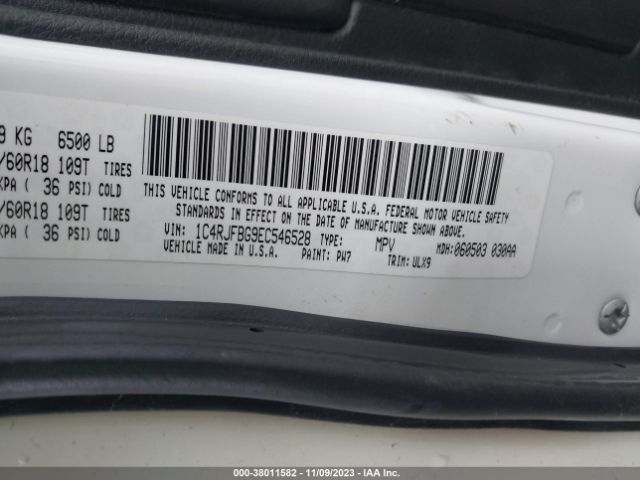 8 KG 6500 LB
/60R18 109T TIRES
KPA ( 36 PSI) COLD
/60R18 109T TIRES
KPA ( 36 PSI) COLD
THIS VEHICLE CONFORMS TO ALL APPLICABLE U.S.A. FEDERAL MOTOR VEHICLE SAFETY
STANDARDS IN EFFECT ON THE DATE OF MANUFACTURE SHOWN ABOVE.
VIN: 1C4RJFBG9EC546528 TYPE: MPV MDH:060503 030AA
VEHICLE MADE IN U.S.A. PAINT: PW7 TRIM: ULX9
000-38011582 - 11/09/2023 - IAA Inc.